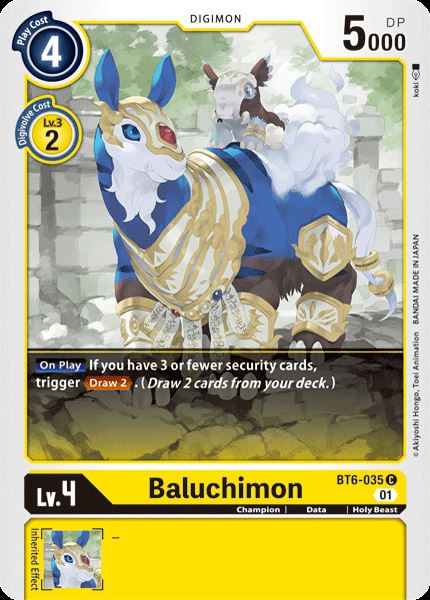 Play Cost
4
DIGIMON
DP
5000
Digivolve Cost
Lv.3
2
koki
©Akiyoshi Hongo, Toei Animation BANDAI MADE IN JAPAN
On Play If you have 3 or fewer security cards,
trigger Draw 2. (Draw 2 cards from your deck.)
BT6-035 C
Lv.4
Baluchimon
01
Champion | Data | Holy Beast
Inherited Effect
–